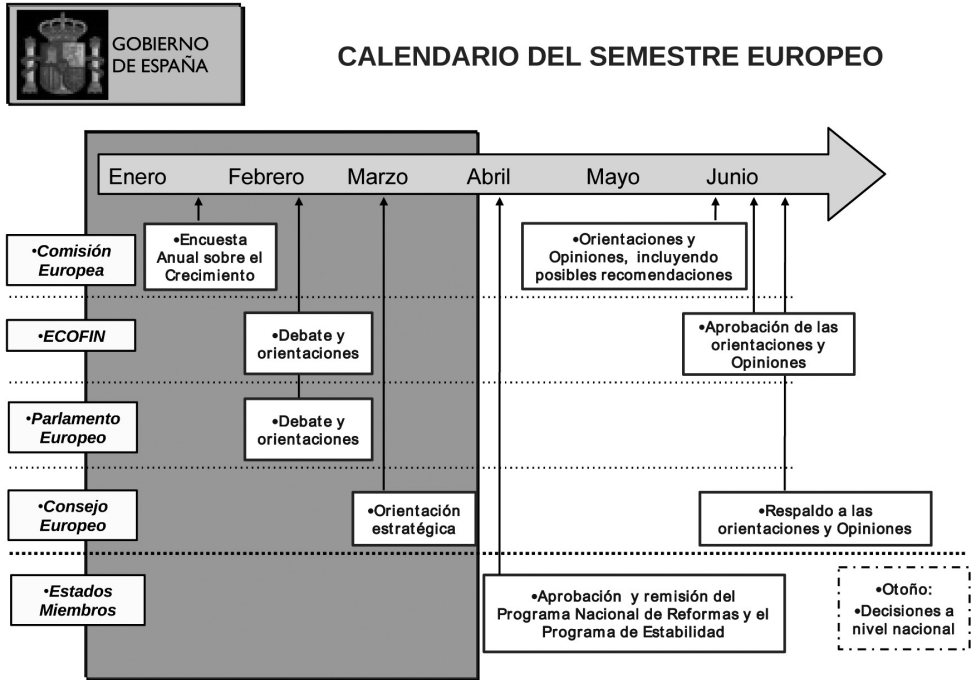 GOBIERNO
DE ESPAÑA
CALENDARIO DEL SEMESTRE EUROPEO
Enero Febrero Marzo Abril Mayo Junio
•Comisión
Europea
•Encuesta
Anual sobre el
Crecimiento
•Orientaciones y
Opiniones, incluyendo
posibles recomendaciones
•ECOFIN
•Debate y
orientaciones
•Aprobación de las
orientaciones y
Opiniones
•Parlamento
Europeo
•Debate y
orientaciones
•Consejo
Europeo
•Orientación
estratégica
•Respaldo a las
orientaciones y Opiniones
•Estados
Miembros
•Aprobación y remisión del
Programa Nacional de Reformas y el
Programa de Estabilidad
•Otoño:
•Decisiones a
nivel nacional